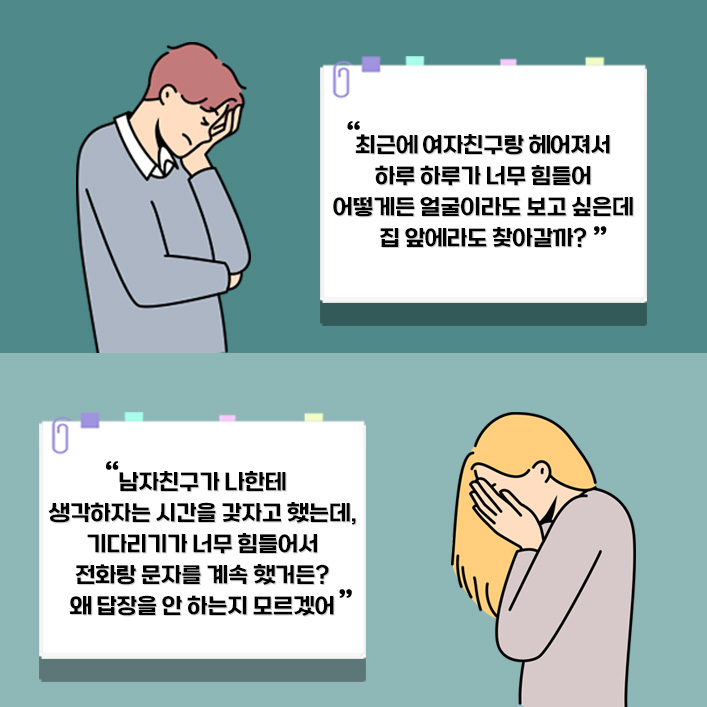 “최근에 여자친구랑 헤어져서
하루 하루가 너무 힘들어
어떻게든 얼굴이라도 보고 싶은데
집 앞에라도 찾아갈까?”
“남자친구가 나한테
생각하자는 시간을 갖자고 했는데,
기다리기가 너무 힘들어서
전화랑 문자를 계속 했거든?
왜 답장을 안 하는지 모르겠어”